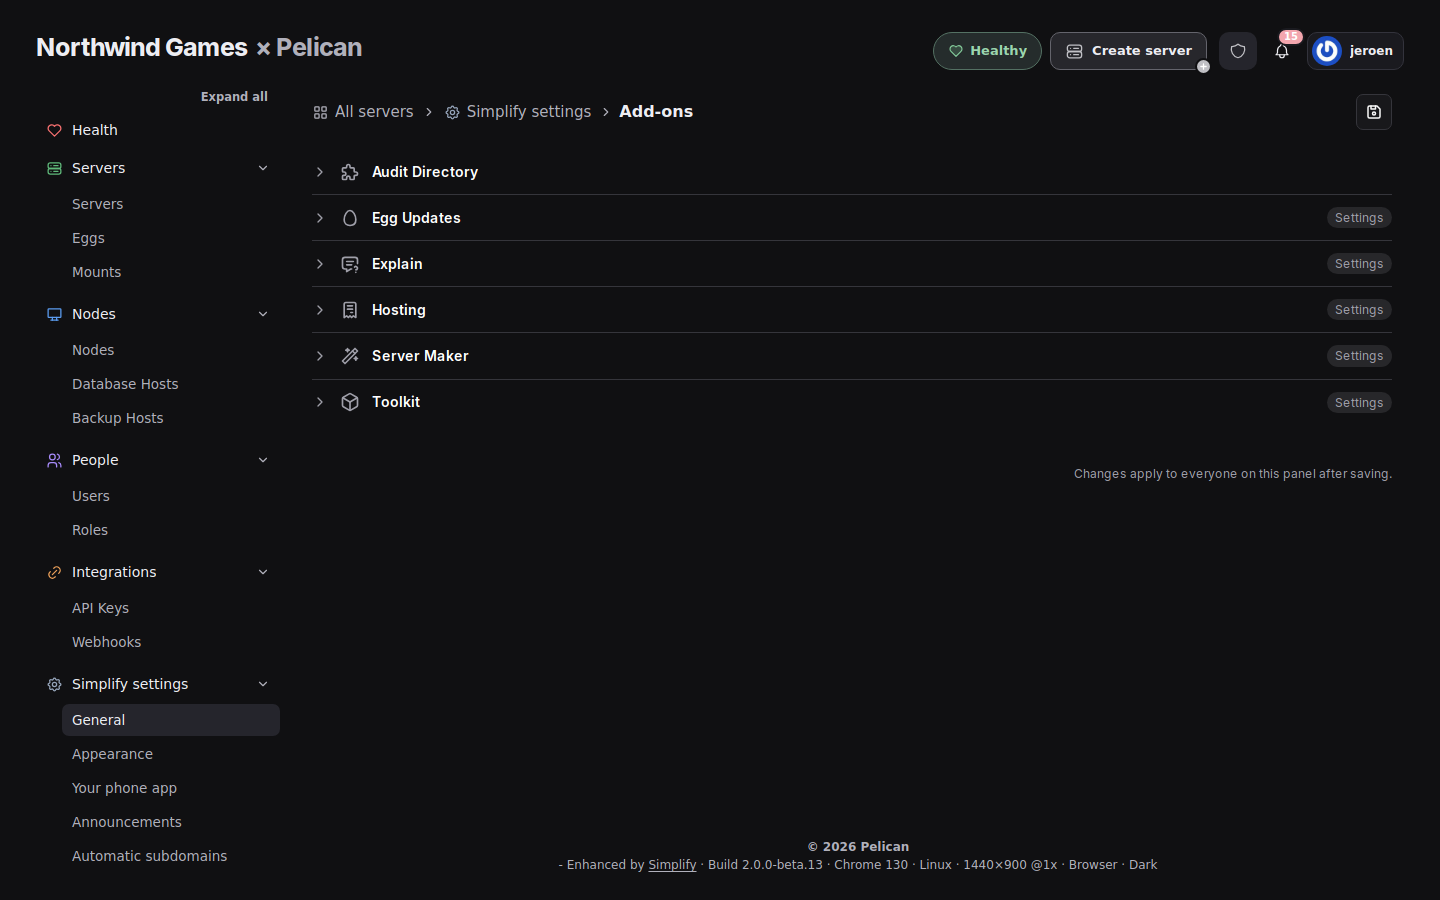 Northwind Games × Pelican
Healthy
Create server
15
jeroen
Expand all
Health
Servers
Servers
Eggs
Mounts
Nodes
Nodes
Database Hosts
Backup Hosts
People
Users
Roles
Integrations
API Keys
Webhooks
Simplify settings
General
Appearance
Your phone app
Announcements
Automatic subdomains
All servers > Simplify settings > Add-ons
Audit Directory
Egg Updates Settings
Explain Settings
Hosting Settings
Server Maker Settings
Toolkit Settings
Changes apply to everyone on this panel after saving.
© 2026 Pelican
- Enhanced by Simplify · Build 2.0.0-beta.13 · Chrome 130 · Linux · 1440×900 @1x · Browser · Dark